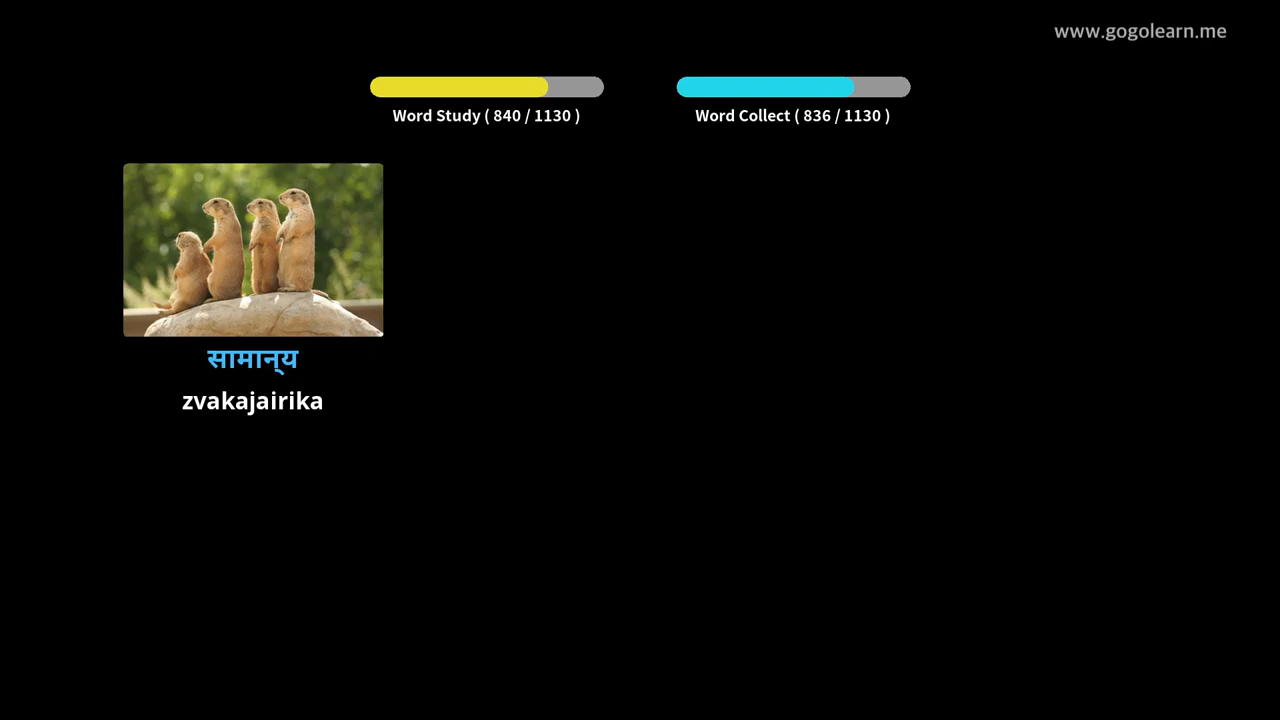 www.gogolearn.me
Word Study ( 840 / 1130 )
Word Collect ( 836 / 1130 )
सामान्य
zvakajairika